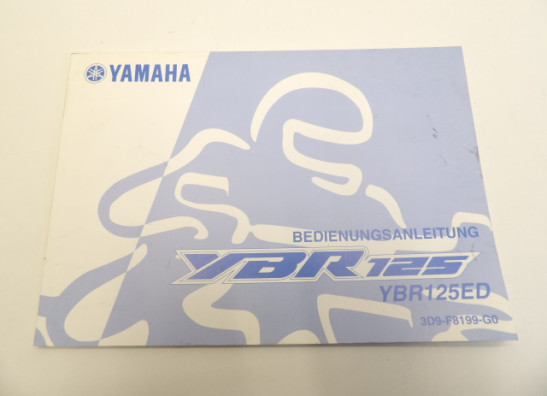 YAMAHA
BEDIENUNGSANLEITUNG
YBR125
YBR125ED
3D9-F8199-G0